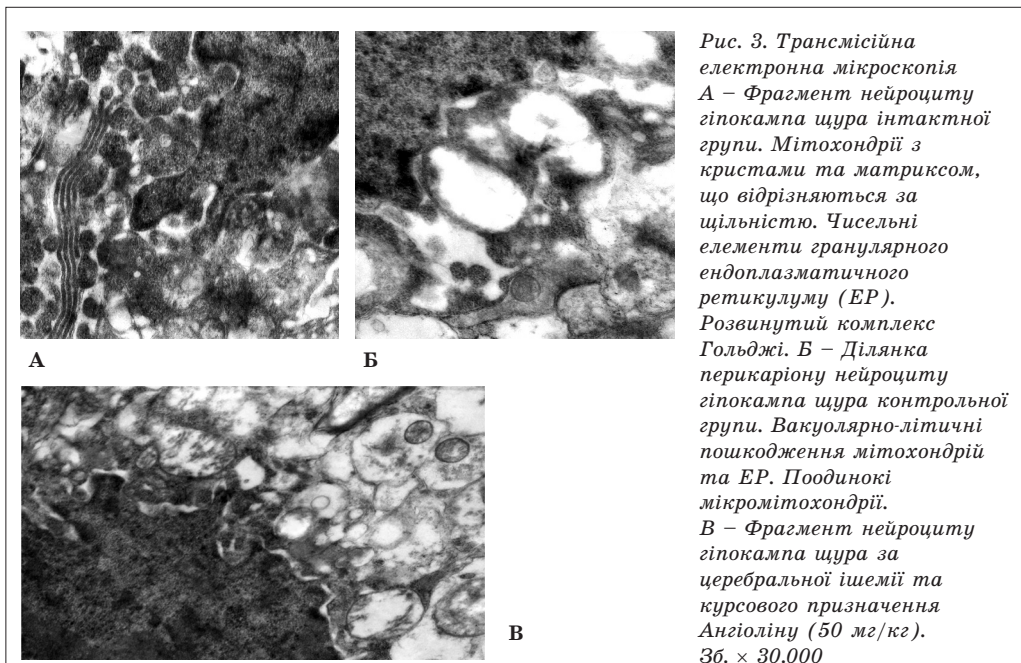 А
Б
В
Рис. 3. Трансмісійна
електронна мікроскопія
А – Фрагмент нейроциту
гіпокампа щура інтактної
групи. Мітохондрії з
кристами та матриксом,
що відрізняються за
щільністю. Чисельні
елементи гранулярного
ендоплазматичного
ретикулуму (ЕР).
Розвинутий комплекс
Гольджі. Б – Ділянка
перикаріону нейроциту
гіпокампа щура контрольної
групи. Вакуолярно-літичні
пошкодження мітохондрій
та ЕР. Поодинокі
мікромітохондрії.
В – Фрагмент нейроциту
гіпокампа щура за
церебральної ішемії та
курсового призначення
Ангіоліну (50 мг/кг).
Зб. × 30.000